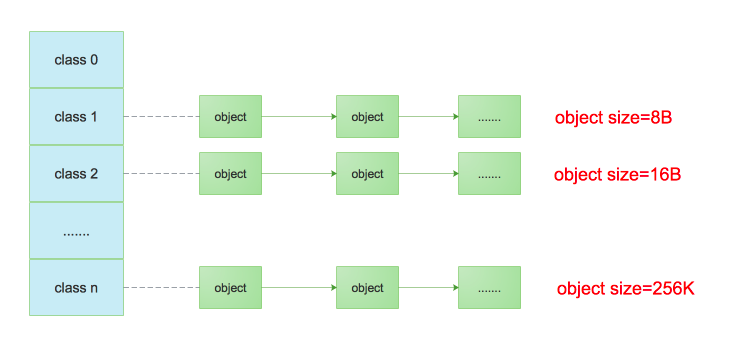 class 0
class 1 object object ....... object size=8B
class 2 object object ....... object size=16B
.......
class n object object ....... object size=256K